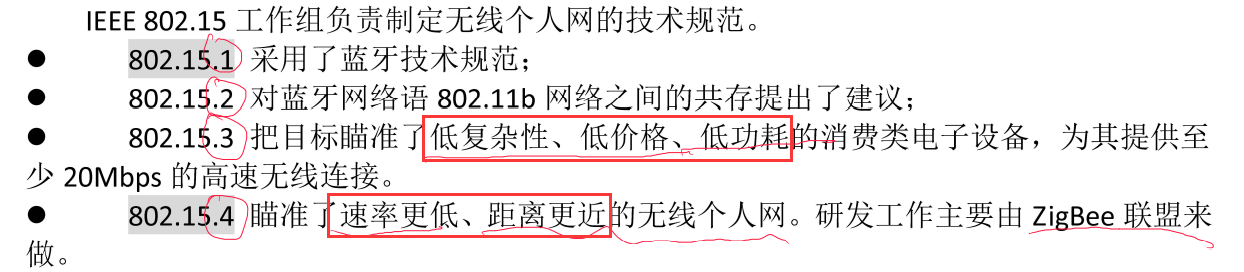 IEEE 802.15 工作组负责制定无线个人网的技术规范。
● 802.15.1 采用了蓝牙技术规范；
● 802.15.2 对蓝牙网络语 802.11b 网络之间的共存提出了建议；
● 802.15.3 把目标瞄准了低复杂性、低价格、低功耗的消费类电子设备，为其提供至
少 20Mbps 的高速无线连接。
● 802.15.4 瞄准了速率更低、距离更近的无线个人网。研发工作主要由 ZigBee 联盟来
做。